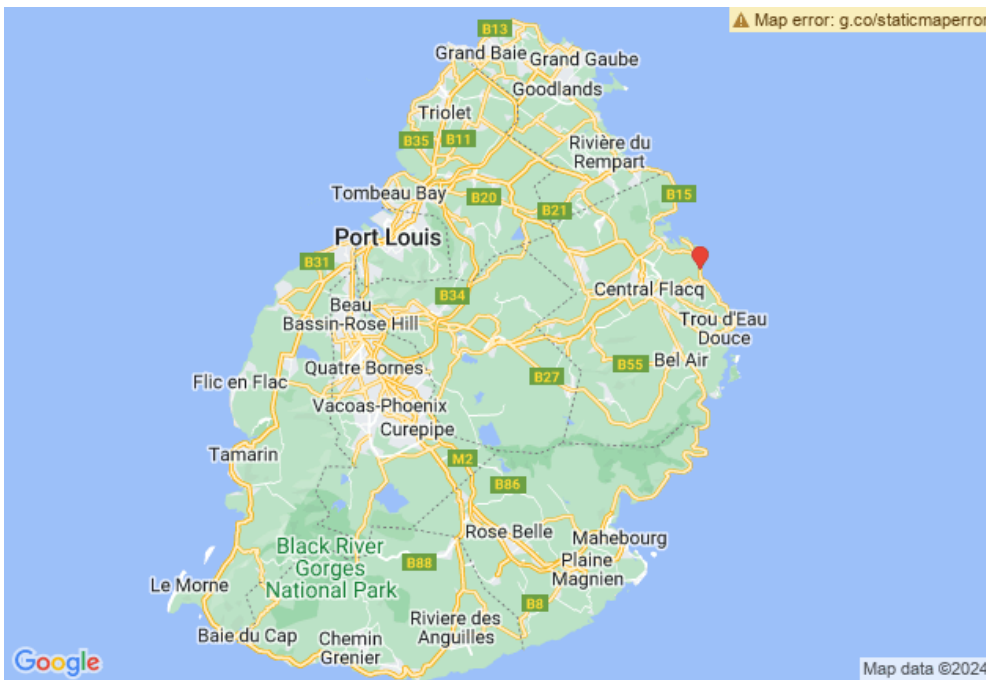 Map error: g.co/staticmaperror
B13
Grand Baie
Grand Gaube
Goodlands
Triolet
B35
B11
Rivière du
Rempart
Tombeau Bay
B20
B15
B21
Port Louis
B31
Central Flacq
B34
Beau
Bassin-Rose Hill
Trou d'Eau
Douce
B55
Bel Air
Quatre Bornes
B27
Flic en Flac
Vacoas-Phoenix
Curepipe
Tamarin
M2
B86
Rose Belle
Mahebourg
Black River
Gorges
National Park
B88
Plaine
Magnien
Le Morne
B8
Riviere des
Anguilles
Baie du Cap
Chemin
Grenier
Google
Map data ©2024